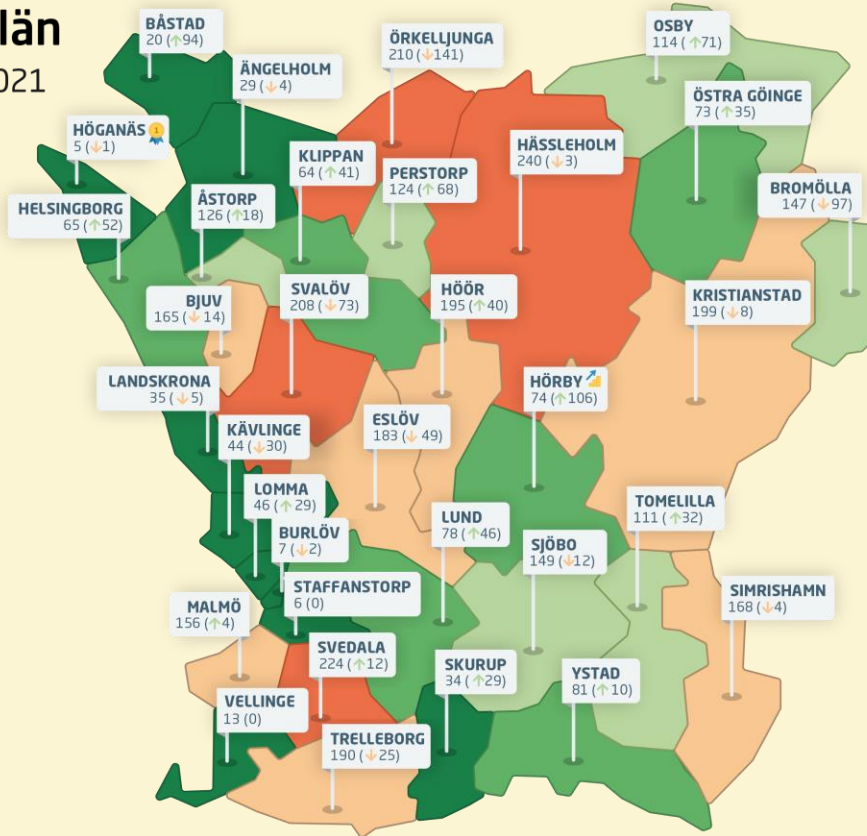 län
021
BÅSTAD
20 (↑94)
ÖRKELLJUNGA
210 (↓141)
OSBY
114 (↑71)
ÄNGELHOLM
29 (↓4)
ÖSTRA GÖINGE
73 (↑35)
HÖGANÄS
5 (↓1)
KLIPPAN
64 (↑41)
PERSTORP
124 (↑68)
HÄSSLEHOLM
240 (↓3)
BROMÖLLA
147 (↓97)
HELSINGBORG
65 (↑52)
ÅSTORP
126 (↑18)
BJUV
165 (↓14)
SVALÖV
208 (↓73)
HÖÖR
195 (↑40)
KRISTIANSTAD
199 (↓8)
LANDSKRONA
35 (↓5)
HÖRBY
74 (↑106)
KÄVLINGE
44 (↓30)
ESLÖV
183 (↓49)
LOMMA
46 (↑29)
LUND
78 (↑46)
TOMELILLA
111 (↑32)
BURLÖV
7 (↓2)
SJÖBO
149 (↓12)
STAFFANSTORP
6 (0)
SIMRISHAMN
168 (↓4)
MALMÖ
156 (↑4)
SVEDALA
224 (↑12)
SKURUP
34 (↑29)
YSTAD
81 (↑10)
VELLINGE
13 (0)
TRELLEBORG
190 (↓25)